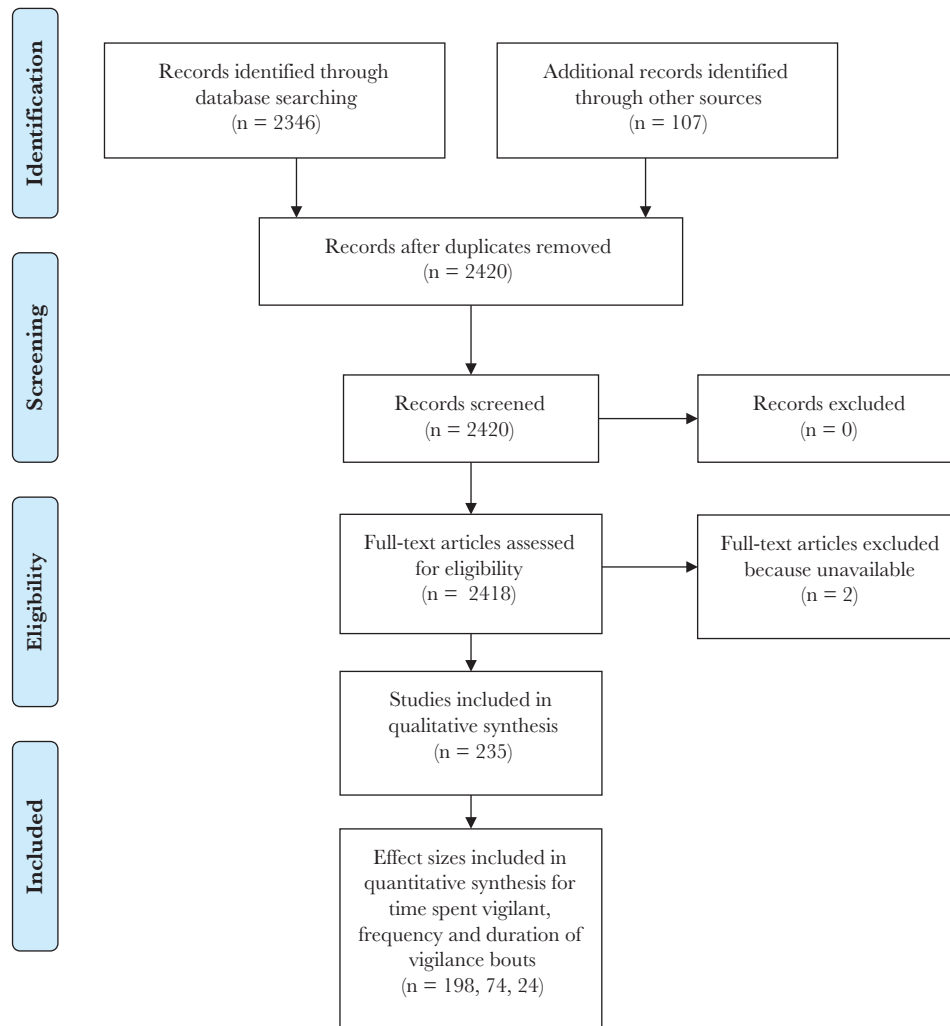 Identification
Records identified through
database searching
(n = 2346)
Additional records identified
through other sources
(n = 107)
Records after duplicates removed
(n = 2420)
Screening
Records screened
(n = 2420)
Records excluded
(n = 0)
Eligibility
Full-text articles assessed
for eligibility
(n = 2418)
Full-text articles excluded
because unavailable
(n = 2)
Studies included in
qualitative synthesis
(n = 235)
Included
Effect sizes included in
quantitative synthesis for
time spent vigilant,
frequency and duration of
vigilance bouts
(n = 198, 74, 24)